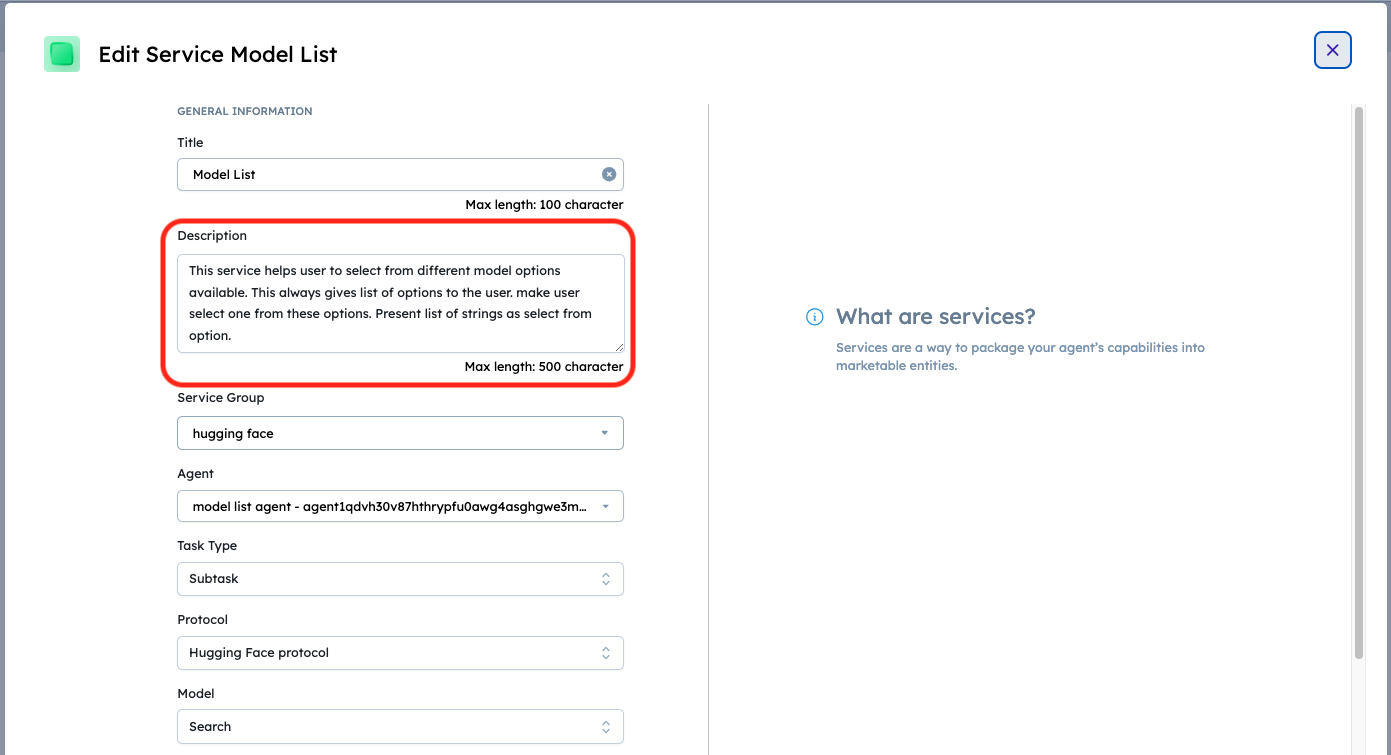 Edit Service Model List
GENERAL INFORMATION
Title
Model List
Max length: 100 character
Description
This service helps user to select from different model options
available. This always gives list of options to the user. make user
select one from these options. Present list of strings as select from
option.
Max length: 500 character
Service Group
hugging face
Agent
model list agent - agent1qdvh30v87hthrypfu0awg4asghgwe3m...
Task Type
Subtask
Protocol
Hugging Face protocol
Model
Search
What are services?
Services are a way to package your agent's capabilities into
marketable entities.